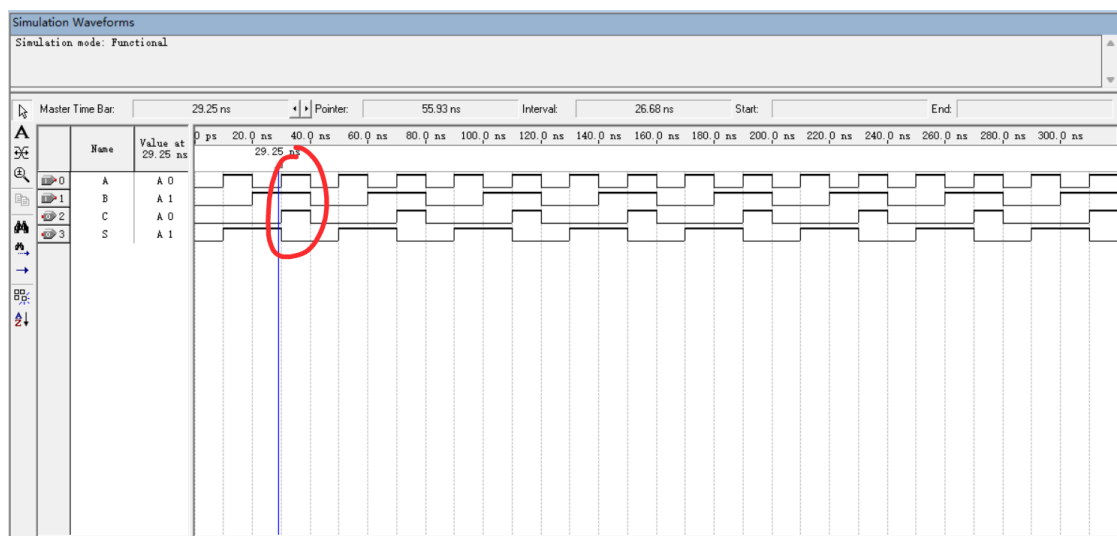 Simulation Waveforms
Simulation mode: Functional
Master Time Bar: 29.25 ns Pointer: 55.93 ns Interval: 26.68 ns Start: End:
Name Value at 29.25 ns
0 ps 20.0 ns 40.0 ns 60.0 ns 80.0 ns 100.0 ns 120.0 ns 140.0 ns 160.0 ns 180.0 ns 200.0 ns 220.0 ns 240.0 ns 260.0 ns 280.0 ns 300.0 ns
29.25 ns
0 A A 0
1 B A 1
2 C A 0
3 S A 1